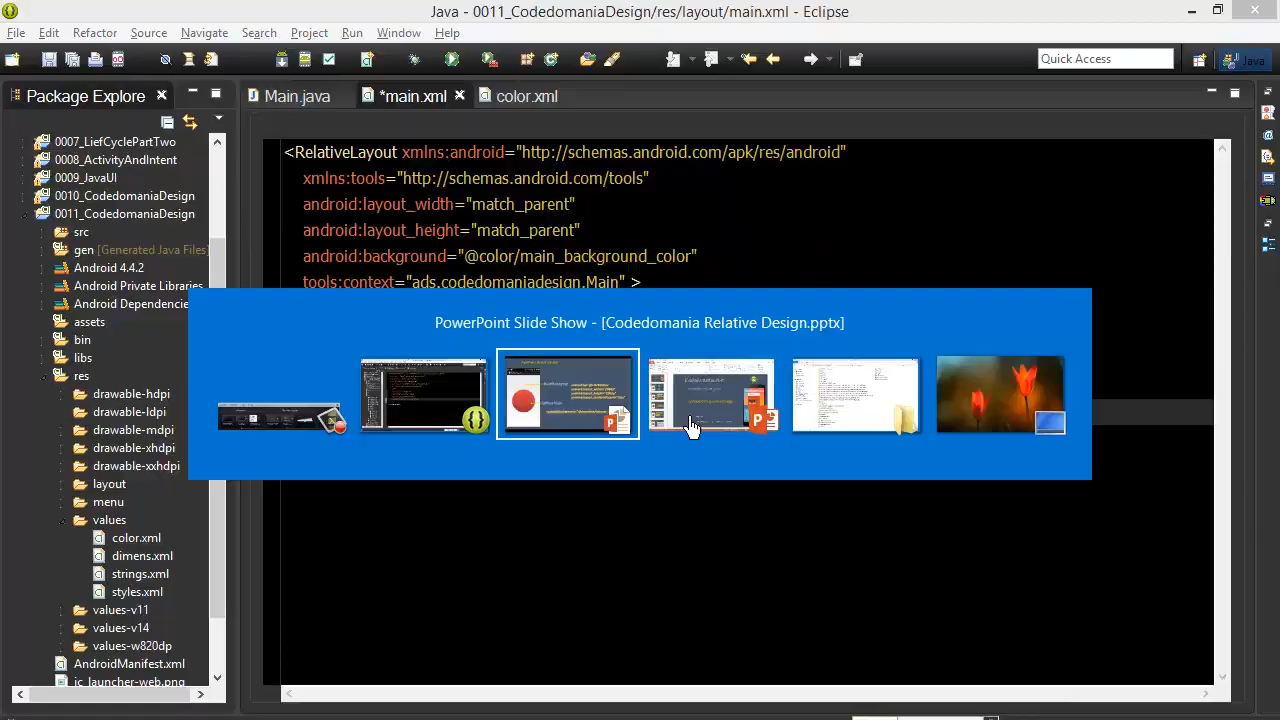 Java - 0011_CodedomaniaDesign/res/layout/main.xml - Eclipse
File Edit Refactor Source Navigate Search Project Run Window Help
Quick Access
Java
Package Explore
Main.java
*main.xml
color.xml
0007_LiefCyclePartTwo
0008_ActivityAndIntent
0009_JavaUI
0010_CodedomaniaDesign
0011_CodedomaniaDesign
src
gen [Generated Java Files]
Android 4.4.2
Android Private Libraries
Android Dependencie
assets
bin
libs
res
drawable-hdpi
drawable-ldpi
drawable-mdpi
drawable-xhdpi
drawable-xxhdpi
layout
menu
values
color.xml
dimens.xml
strings.xml
styles.xml
values-v11
values-v14
values-w820dp
AndroidManifest.xml
ic_launcher-web.png
<RelativeLayout xmlns:android="http://schemas.android.com/apk/res/android"
xmlns:tools="http://schemas.android.com/tools"
android:layout_width="match_parent"
android:layout_height="match_parent"
android:background="@color/main_background_color"
tools:context="ads.codedomaniadesign.Main" >
PowerPoint Slide Show - [Codedomania Relative Design.pptx]